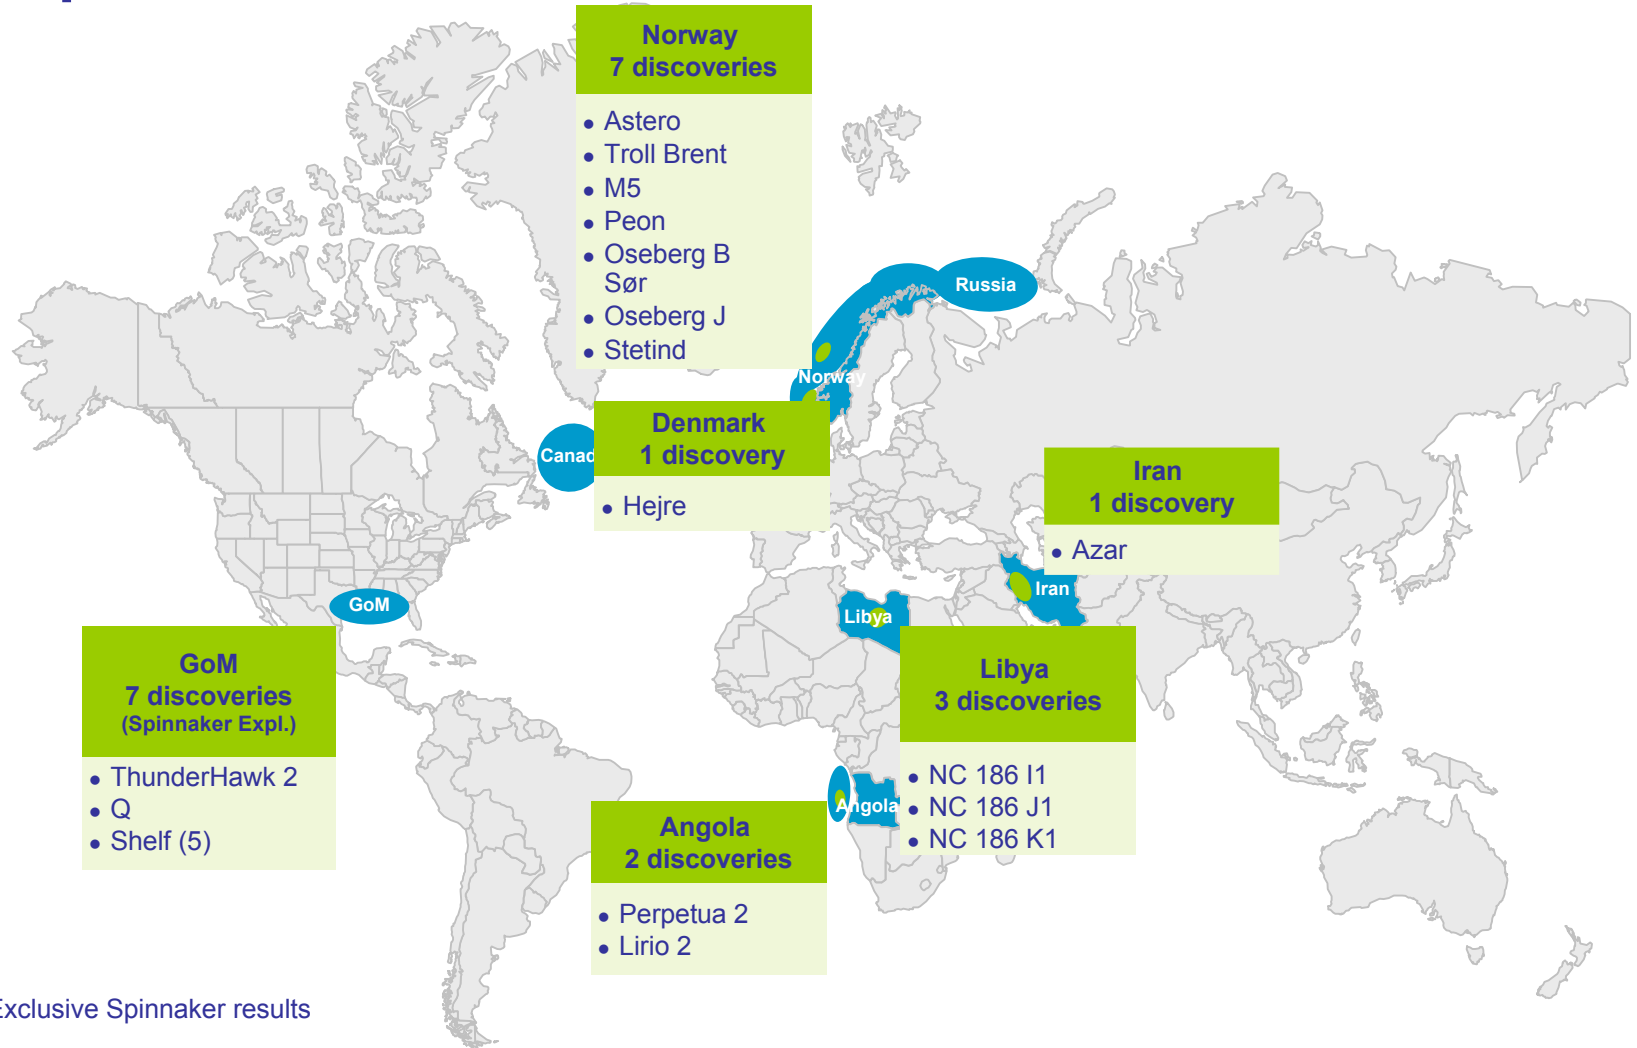 Norway
7 discoveries
• Astero
• Troll Brent
• M5
• Peon
• Oseberg B
Sør
• Oseberg J
• Stetind
Russia
Norway
Canad
Denmark
1 discovery
• Hejre
Iran
1 discovery
• Azar
Iran
GoM
Libya
GoM
7 discoveries
(Spinnaker Expl.)
• ThunderHawk 2
• Q
• Shelf (5)
Libya
3 discoveries
• NC 186 I1
• NC 186 J1
• NC 186 K1
Angola
Angola
2 discoveries
• Perpetua 2
• Lirio 2
Exclusive Spinnaker results